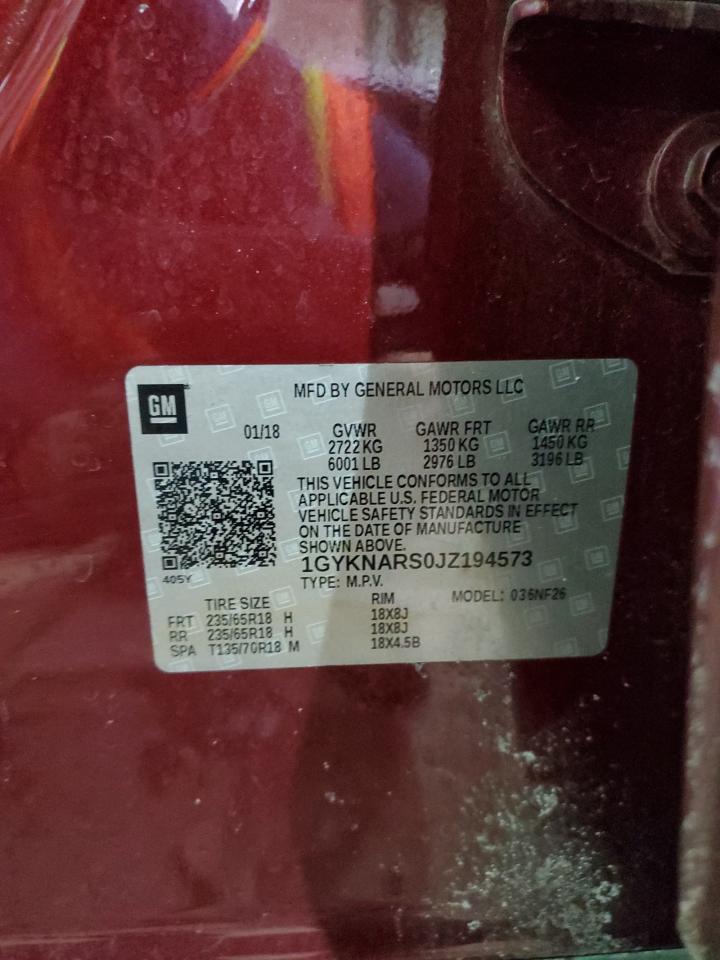 MFD BY GENERAL MOTORS LLC
GM
01/18 GVWR GAWR FRT GAWR RR
2722 KG 1350 KG 1450 KG
6001 LB 2976 LB 3196 LB
THIS VEHICLE CONFORMS TO ALL
APPLICABLE U.S. FEDERAL MOTOR
VEHICLE SAFETY STANDARDS IN EFFECT
ON THE DATE OF MANUFACTURE
SHOWN ABOVE.
1GYKNARS0JZ194573
405Y
TYPE: M.P.V.
TIRE SIZE RIM MODEL: 036NF26
FRT 235/65R18 H 18X8J
RR 235/65R18 H 18X8J
SPA T135/70R18 M 18X4.5B